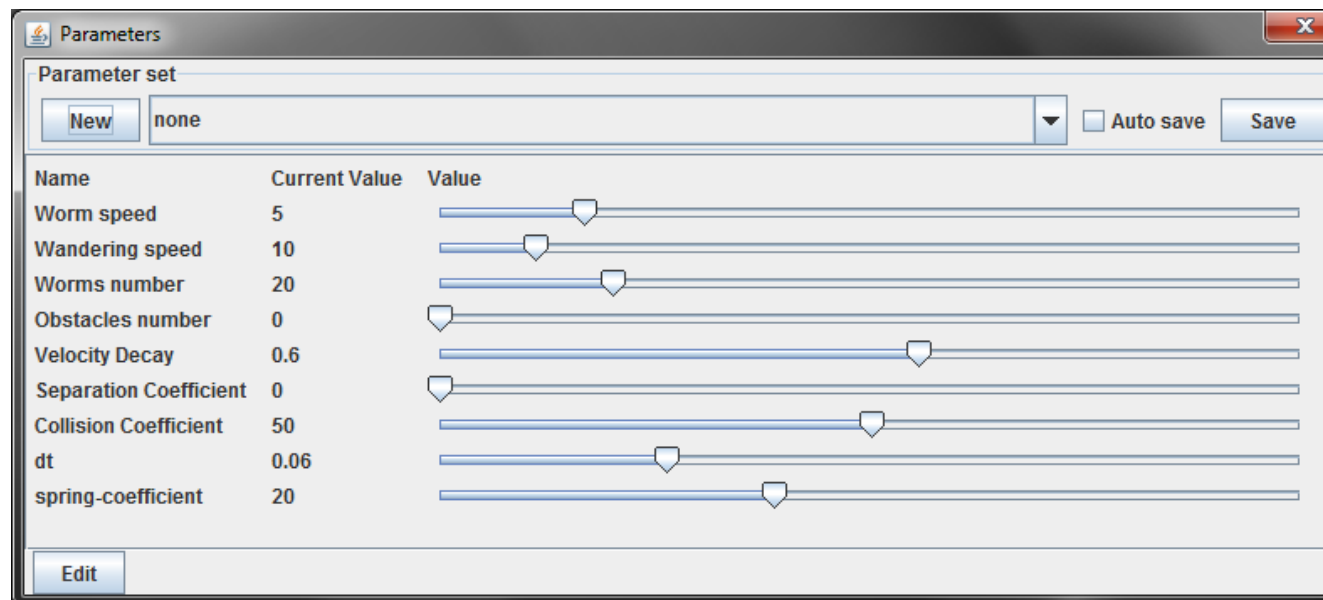 Parameters
Parameter set
New none Auto save Save
Name Current Value Value
Worm speed 5
Wandering speed 10
Worms number 20
Obstacles number 0
Velocity Decay 0.6
Separation Coefficient 0
Collision Coefficient 50
dt 0.06
spring-coefficient 20
Edit